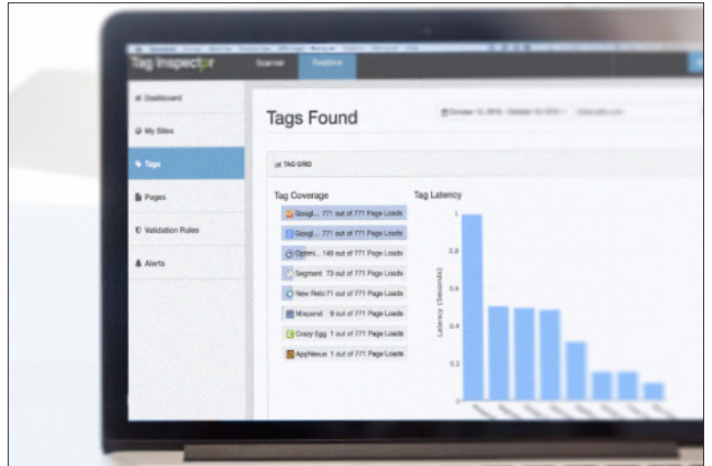 Tag Inspector
Scanner Realtime
Dashboard
My Sites
Tags
Pages
Validation Rules
Alerts
Tags Found
TAG GRID
Tag Coverage
Googl... 771 out of 771 Page Loads
Googl... 771 out of 771 Page Loads
Optimi... 149 out of 771 Page Loads
Segment 73 out of 771 Page Loads
New Relic 71 out of 771 Page Loads
Mixpanel 9 out of 771 Page Loads
Crazy Egg 1 out of 771 Page Loads
AppNexus 1 out of 771 Page Loads
Tag Latency
Latency (Seconds)
1
0.8
0.6
0.4
0.2
0